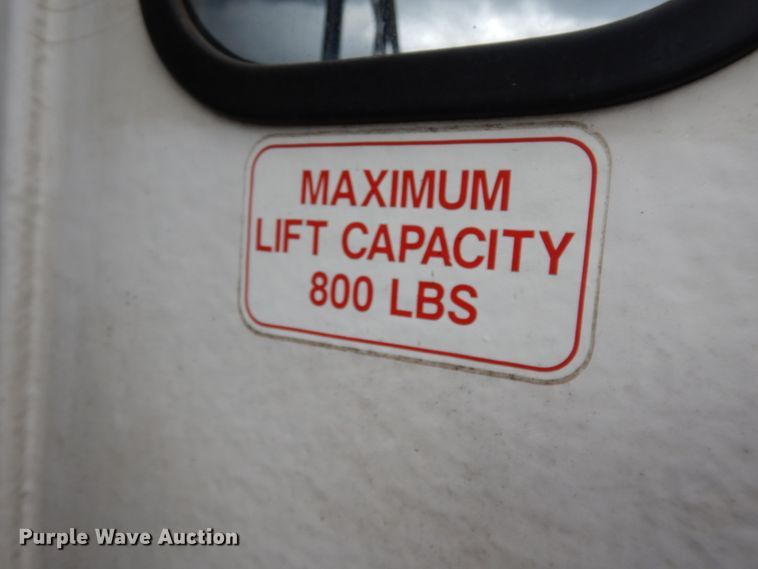 MAXIMUM
LIFT CAPACITY
800 LBS
Purple Wave Auction